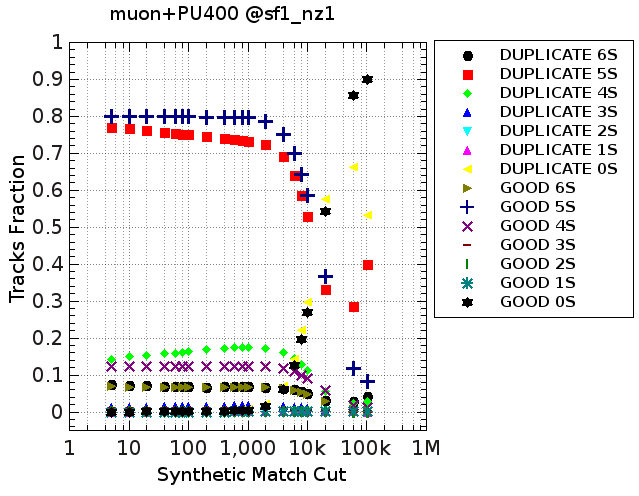 muon+PU400 @sf1_nz1
1
0.9
0.8
0.7
0.6
0.5
0.4
0.3
0.2
0.1
0
Tracks Fraction
1 10 100 1,000 10k 100k 1M
Synthetic Match Cut
DUPLICATE 6S
DUPLICATE 5S
DUPLICATE 4S
DUPLICATE 3S
DUPLICATE 2S
DUPLICATE 1S
DUPLICATE 0S
GOOD 6S
GOOD 5S
GOOD 4S
GOOD 3S
GOOD 2S
GOOD 1S
GOOD 0S